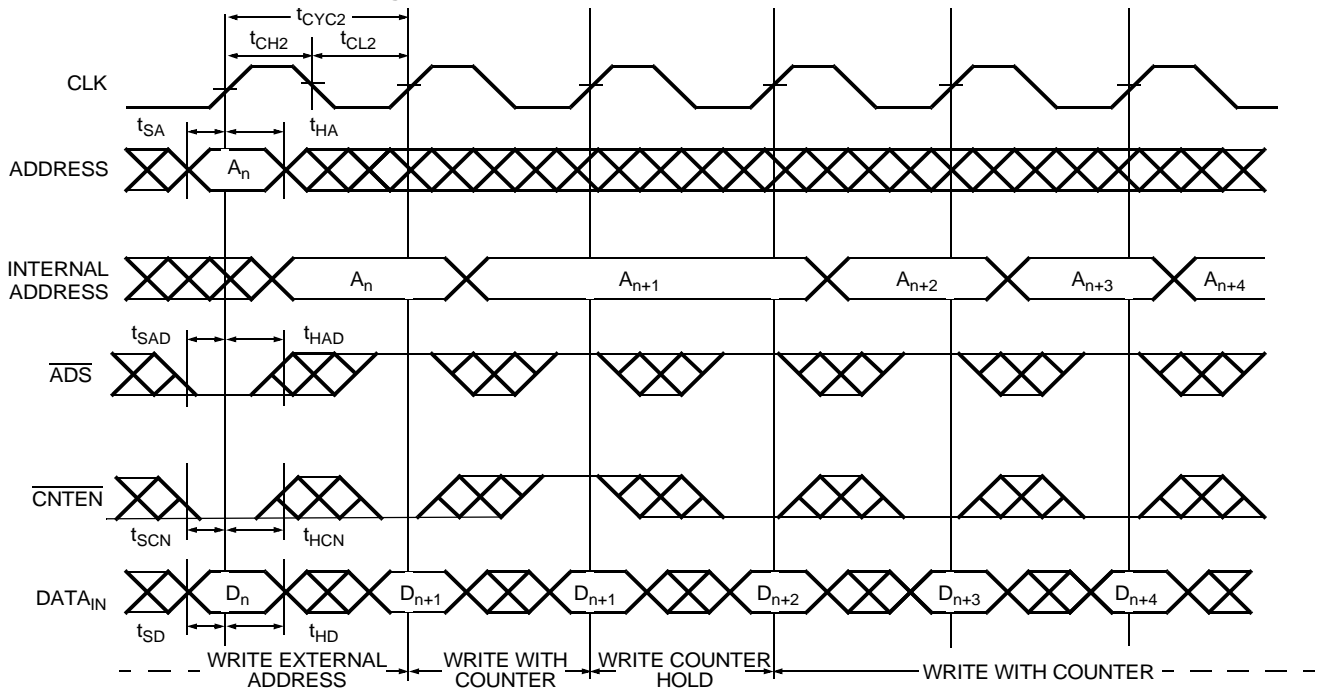 tCYC2
tCH2 tCL2
CLK
tSA tHA
ADDRESS An
INTERNAL
ADDRESS An An+1 An+2 An+3 An+4
tSAD tHAD
ADS
CNTEN
tSCN tHCN
DATAIN Dn Dn+1 Dn+1 Dn+2 Dn+3 Dn+4
tSD tHD
WRITE EXTERNAL
ADDRESS
WRITE WITH
COUNTER
WRITE COUNTER
HOLD
WRITE WITH COUNTER